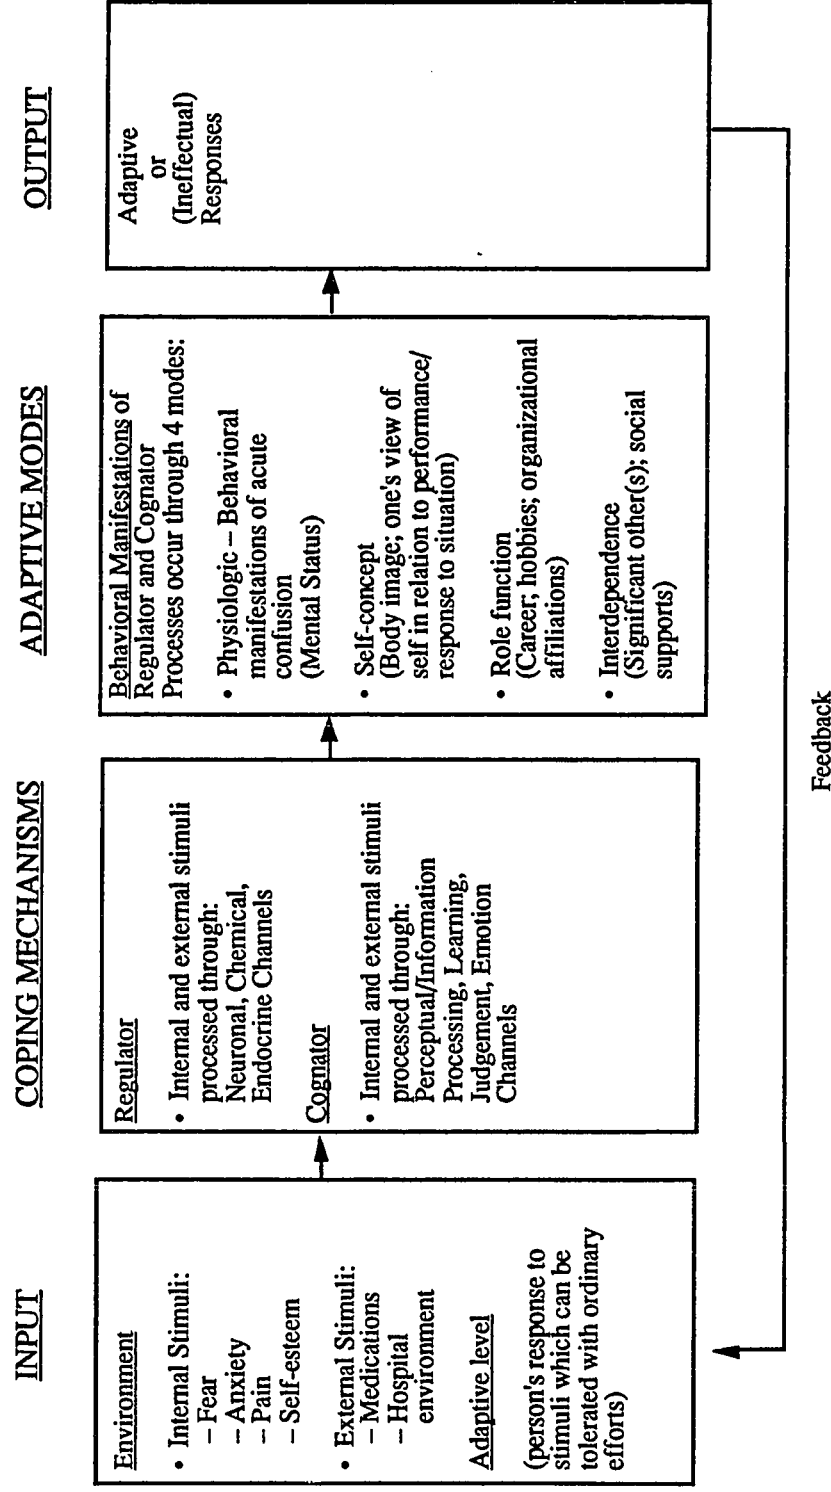 INPUT
Environment
• Internal Stimuli:
– Fear
– Anxiety
– Pain
– Self-esteem
• External Stimuli:
– Medications
– Hospital
environment
Adaptive level
(person's response to
stimuli which can be
tolerated with ordinary
efforts)
COPING MECHANISMS
Regulator
• Internal and external stimuli
processed through:
Neuronal, Chemical,
Endocrine Channels
Cognator
• Internal and external stimuli
processed through:
Perceptual/Information
Processing, Learning,
Judgement, Emotion
Channels
ADAPTIVE MODES
Behavioral Manifestations of
Regulator and Cognator
Processes occur through 4 modes:
• Physiologic – Behavioral
manifestations of acute
confusion
(Mental Status)
• Self-concept
(Body image; one's view of
self in relation to performance/
response to situation)
• Role function
(Career; hobbies; organizational
affiliations)
• Interdependence
(Significant other(s); social
supports)
OUTPUT
Adaptive
or
(Ineffectual)
Responses
Feedback